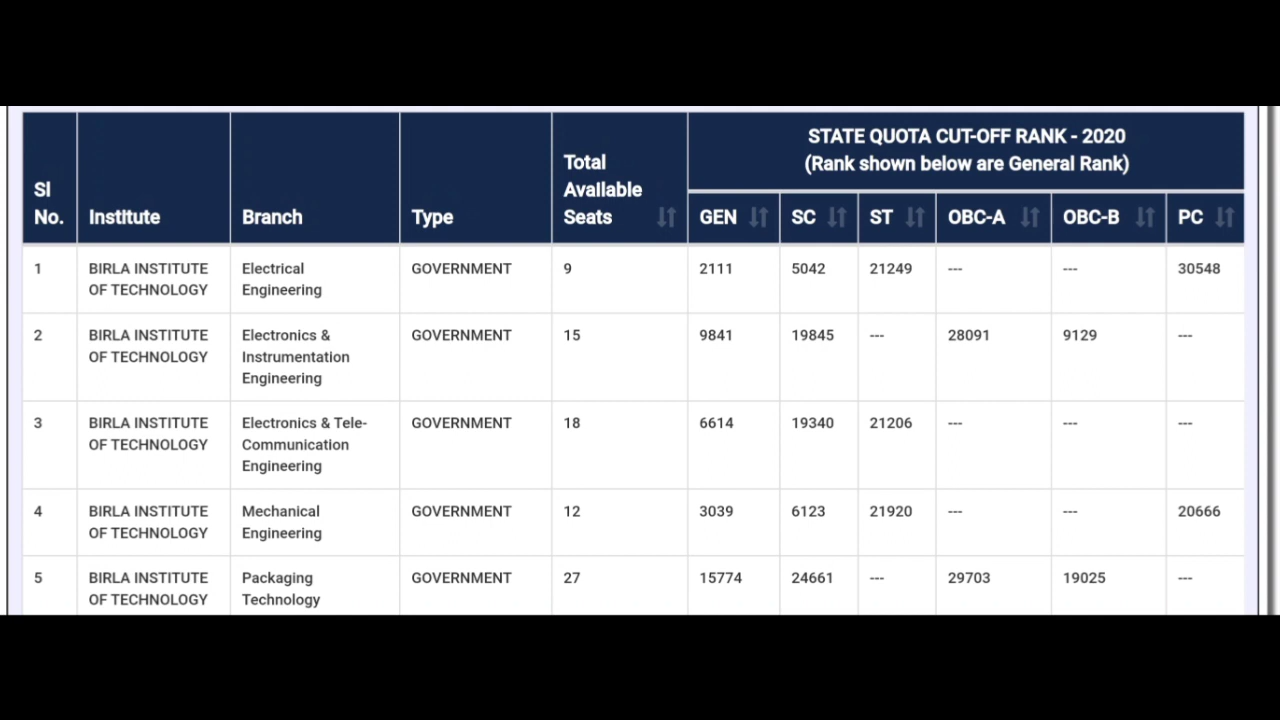 STATE QUOTA CUT-OFF RANK - 2020
(Rank shown below are General Rank)
Sl No. Institute Branch Type Total Available Seats GEN SC ST OBC-A OBC-B PC
1 BIRLA INSTITUTE OF TECHNOLOGY Electrical Engineering GOVERNMENT 9 2111 5042 21249 --- --- 30548
2 BIRLA INSTITUTE OF TECHNOLOGY Electronics & Instrumentation Engineering GOVERNMENT 15 9841 19845 --- 28091 9129 ---
3 BIRLA INSTITUTE OF TECHNOLOGY Electronics & Tele-Communication Engineering GOVERNMENT 18 6614 19340 21206 --- --- ---
4 BIRLA INSTITUTE OF TECHNOLOGY Mechanical Engineering GOVERNMENT 12 3039 6123 21920 --- --- 20666
5 BIRLA INSTITUTE OF TECHNOLOGY Packaging Technology GOVERNMENT 27 15774 24661 --- 29703 19025 ---